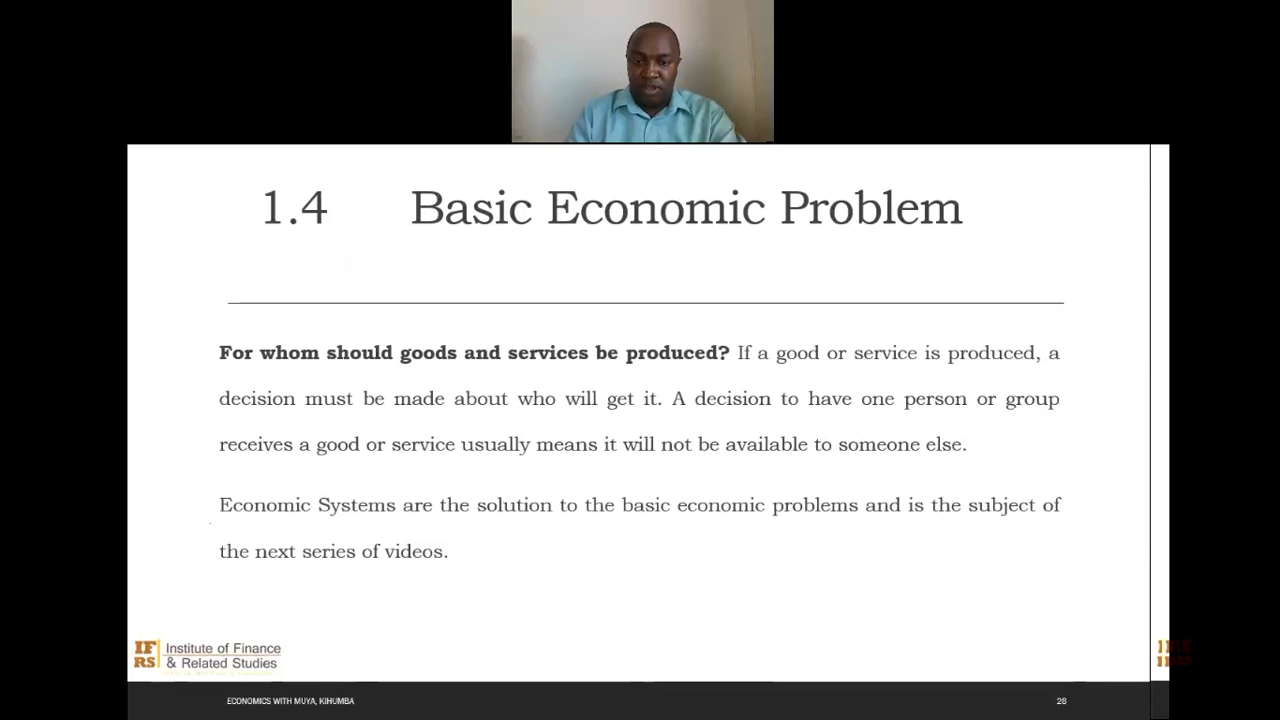 1.4 Basic Economic Problem
For whom should goods and services be produced? If a good or service is produced, a
decision must be made about who will get it. A decision to have one person or group
receives a good or service usually means it will not be available to someone else.
Economic Systems are the solution to the basic economic problems and is the subject of
the next series of videos.
IF
RS
Institute of Finance
& Related Studies
ECONOMICS WITH MUYA, KIHUMBA
28